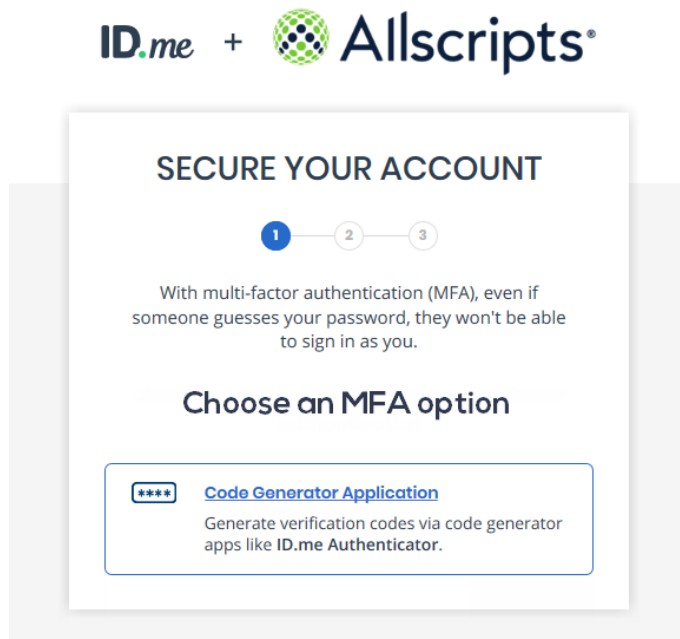 ID.me + Allscripts®
SECURE YOUR ACCOUNT
1 2 3
With multi-factor authentication (MFA), even if
someone guesses your password, they won't be able
to sign in as you.
Choose an MFA option
**** Code Generator Application
Generate verification codes via code generator
apps like ID.me Authenticator.